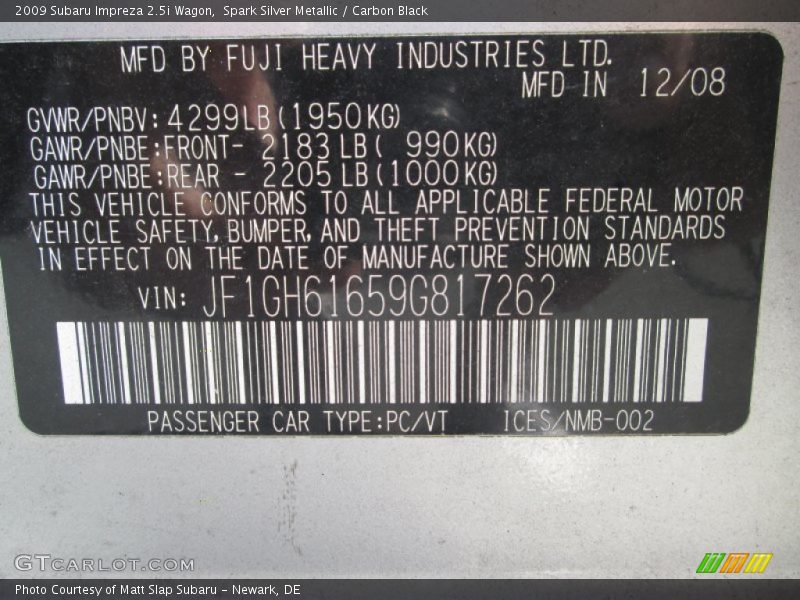 2009 Subaru Impreza 2.5i Wagon, Spark Silver Metallic / Carbon Black
MFD BY FUJI HEAVY INDUSTRIES LTD.
MFD IN 12/08
GVWR/PNBV: 4299LB(1950KG)
GAWR/PNBE:FRONT- 2183LB( 990KG)
GAWR/PNBE:REAR - 2205LB(1000KG)
THIS VEHICLE CONFORMS TO ALL APPLICABLE FEDERAL MOTOR
VEHICLE SAFETY, BUMPER, AND THEFT PREVENTION STANDARDS
IN EFFECT ON THE DATE OF MANUFACTURE SHOWN ABOVE.
VIN: JF1GH61659G817262
PASSENGER CAR TYPE:PC/VT ICES/NMB-002
GTCARLOT.COM
Photo Courtesy of Matt Slap Subaru - Newark, DE